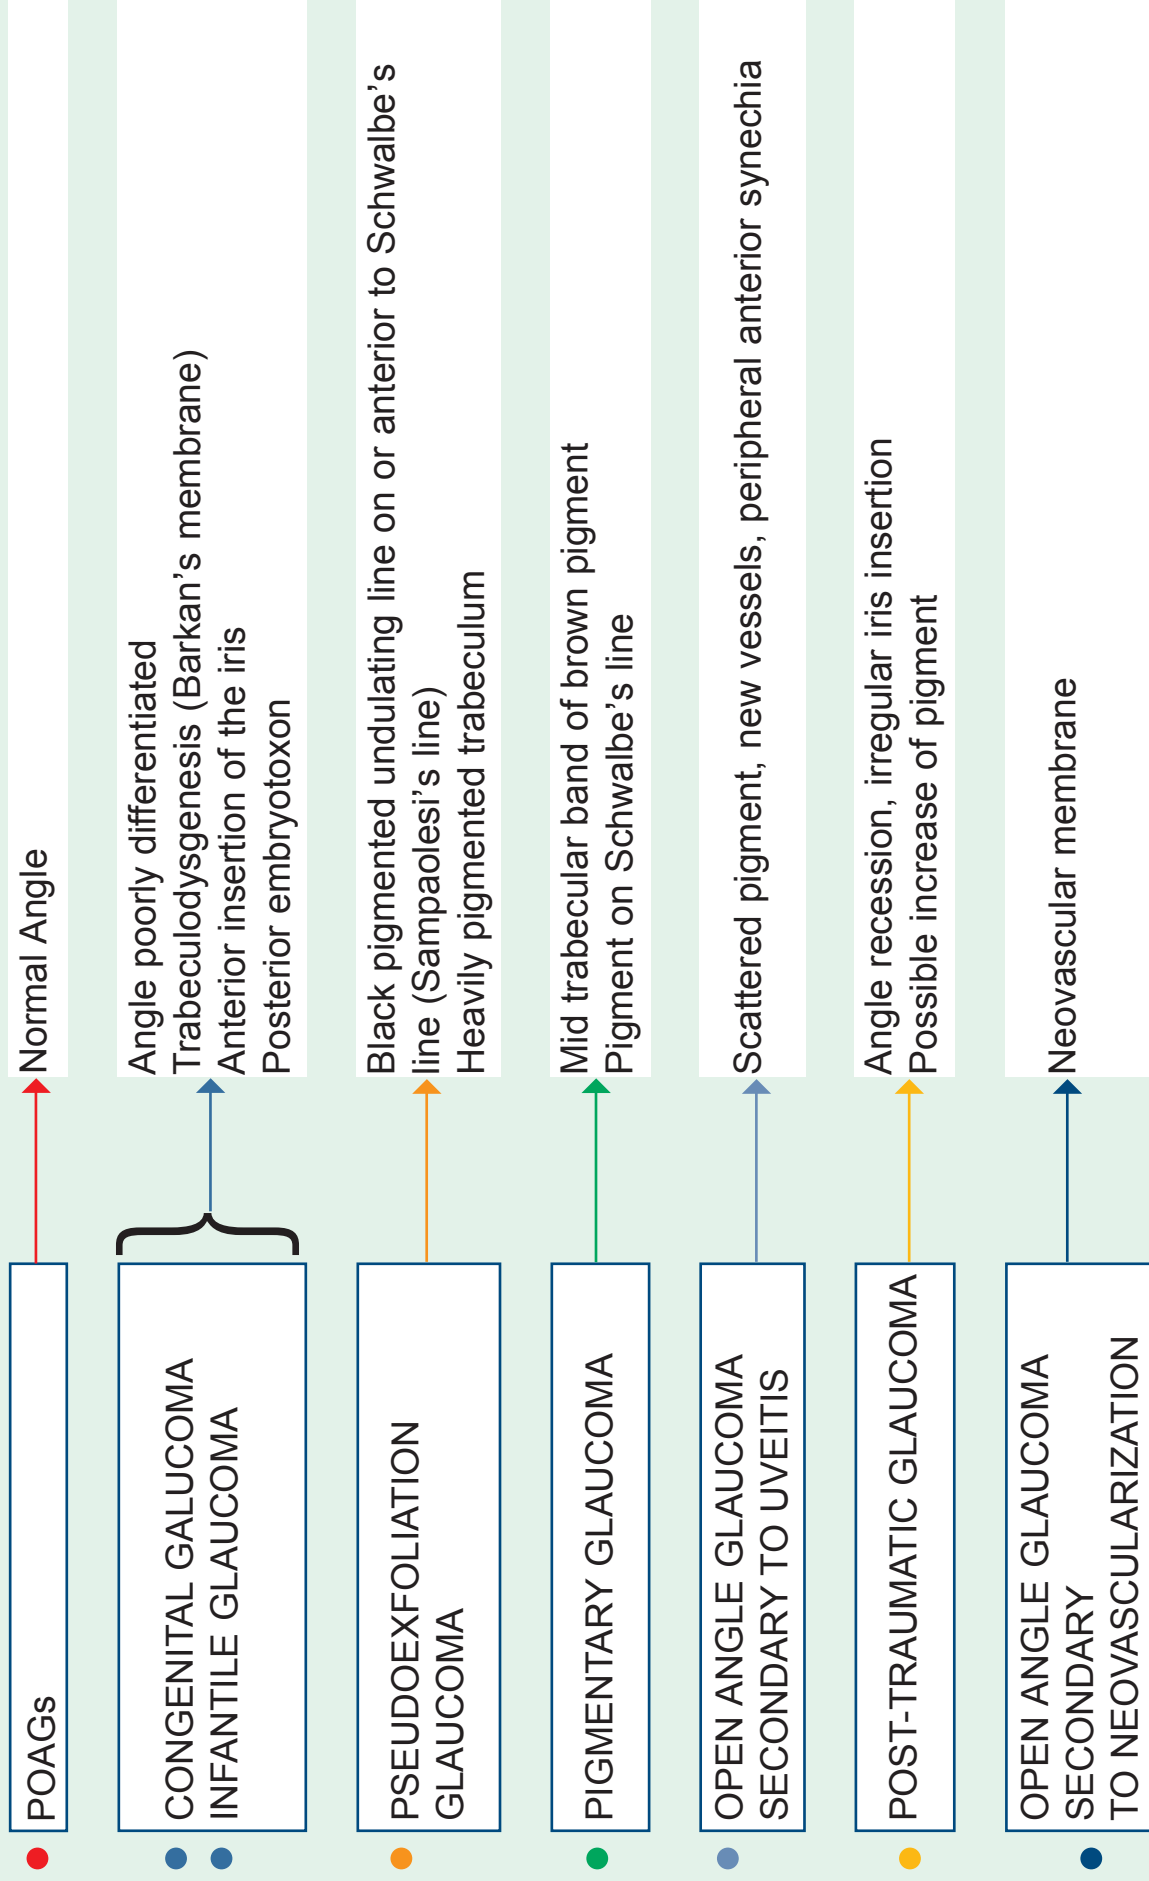 POAGs
Normal Angle
CONGENITAL GALUCOMA
INFANTILE GLAUCOMA
Angle poorly differentiated
Trabeculodysgenesis (Barkan's membrane)
Anterior insertion of the iris
Posterior embryotoxon
PSEUDOEXFOLIATION
GLAUCOMA
Black pigmented undulating line on or anterior to Schwalbe's
line (Sampaolesi's line)
Heavily pigmented trabeculum
PIGMENTARY GLAUCOMA
Mid trabecular band of brown pigment
Pigment on Schwalbe's line
OPEN ANGLE GLAUCOMA
SECONDARY TO UVEITIS
Scattered pigment, new vessels, peripheral anterior synechia
POST-TRAUMATIC GLAUCOMA
Angle recession, irregular iris insertion
Possible increase of pigment
OPEN ANGLE GLAUCOMA
SECONDARY
TO NEOVASCULARIZATION
Neovascular membrane